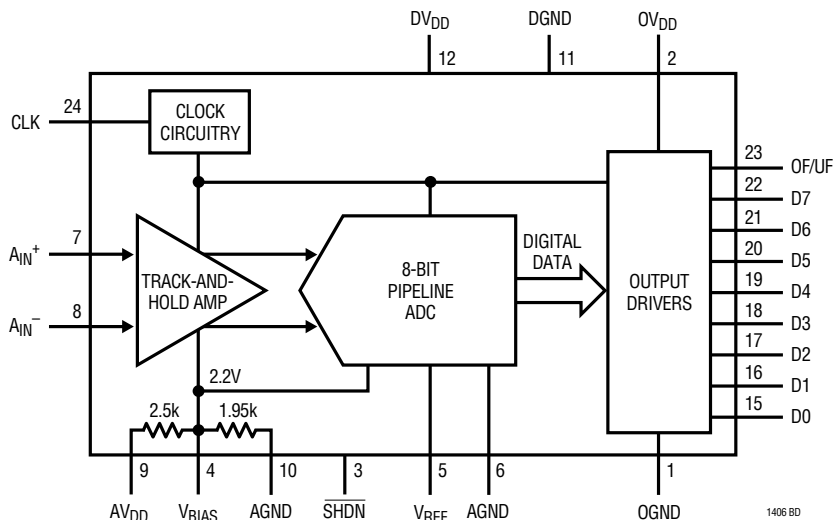 DVDD
DGND
OVDD
12
11
2
CLK
24
CLOCK
CIRCUITRY
23
OF/UF
22
D7
21
D6
20
D5
19
D4
18
D3
17
D2
16
D1
15
D0
AIN+
7
AIN−
8
TRACK-AND-
HOLD AMP
8-BIT
PIPELINE
ADC
DIGITAL
DATA
OUTPUT
DRIVERS
2.2V
2.5k
1.95k
9
4
10
3
5
6
1
AVDD
VBIAS
AGND
SHDN
VREF
AGND
OGND
1406 BD